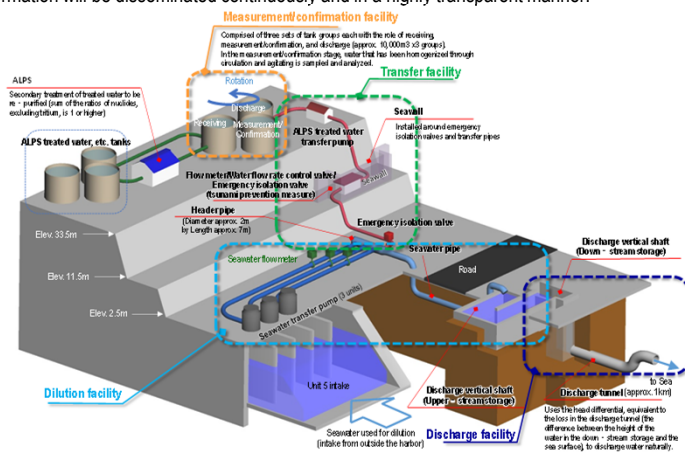 rmation will be disseminated continuously and in a highly transparent manner.
Measurement/confirmation facility
Comprised of three sets of tank groups each with the role of receiving,
measurement/confirmation, and discharge (approx. 10,000m3 x3 groups).
In the measurement/confirmation stage, water that has been homogenized through
circulation and agitating is sampled and analyzed.
Transfer facility
ALPS
Secondary treatment of treated water to be
re - purified (sum of the ratios of nuclides,
excluding tritium, is 1 or higher)
Rotation
Discharge
Receiving
Measurement/
Confirmation
Seawall
Installed around emergency
isolation valves and transfer pipes
ALPS treated water, etc. tanks
ALPS treated water
transfer pump
Seawall
Flow meter/Water flow rate control valve/
Emergency isolation valve
(tsunami prevention measure)
Header pipe
(Diameter approx. 2m
by Length approx. 7m)
Emergency isolation valve
Elev. 33.5m
Seawater flowmeter
Seawater pipe
Road
Discharge vertical shaft
(Down - stream storage)
Elev. 11.5m
Elev. 2.5m
Seawater transfer pump (3 units)
Unit 5 intake
Dilution facility
Discharge vertical shaft
(Upper - stream storage)
to Sea
Discharge tunnel (approx. 1km)
Uses the head differential, equivalent to
the loss in the discharge tunnel (the
difference between the height of the
water in the down - stream storage and the
sea surface), to discharge water naturally.
Seawater used for dilution
(intake from outside the harbor)
Discharge facility